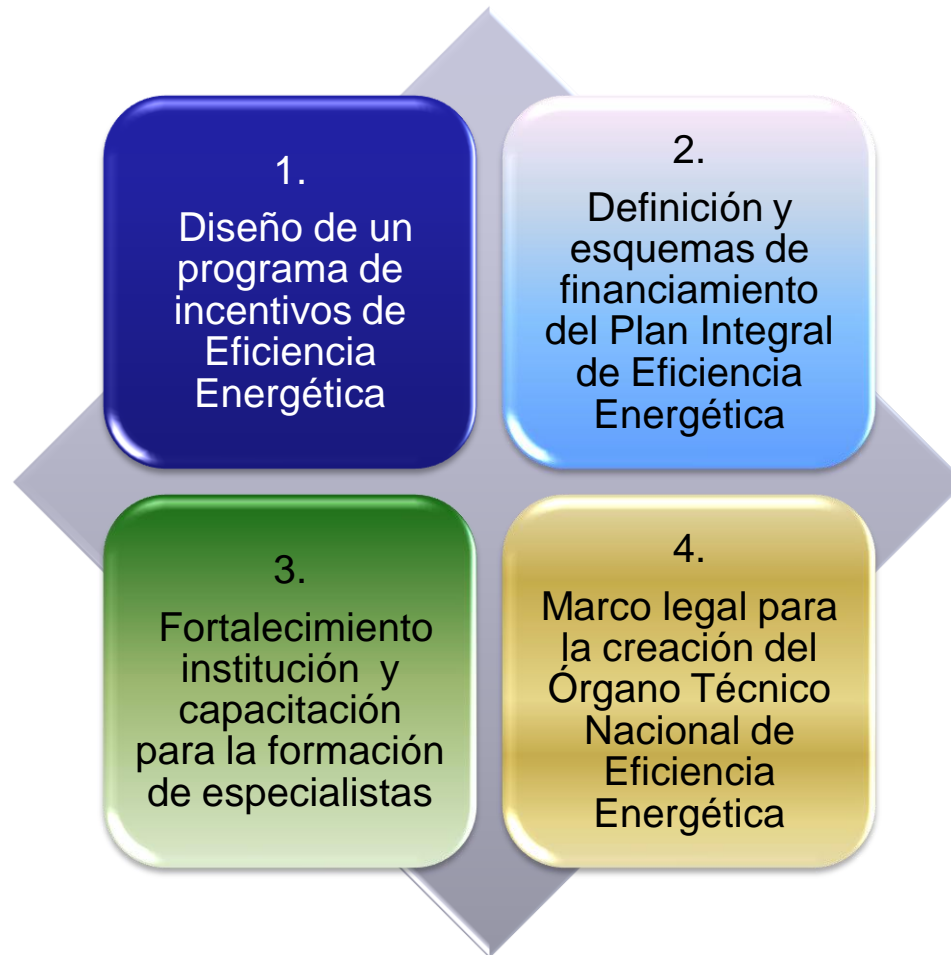 1.
Diseño de un
programa de
incentivos de
Eficiencia
Energética
2.
Definición y
esquemas de
financiamiento
del Plan Integral
de Eficiencia
Energética
3.
Fortalecimiento
institución y
capacitación
para la formación
de especialistas
4.
Marco legal para
la creación del
Órgano Técnico
Nacional de
Eficiencia
Energética